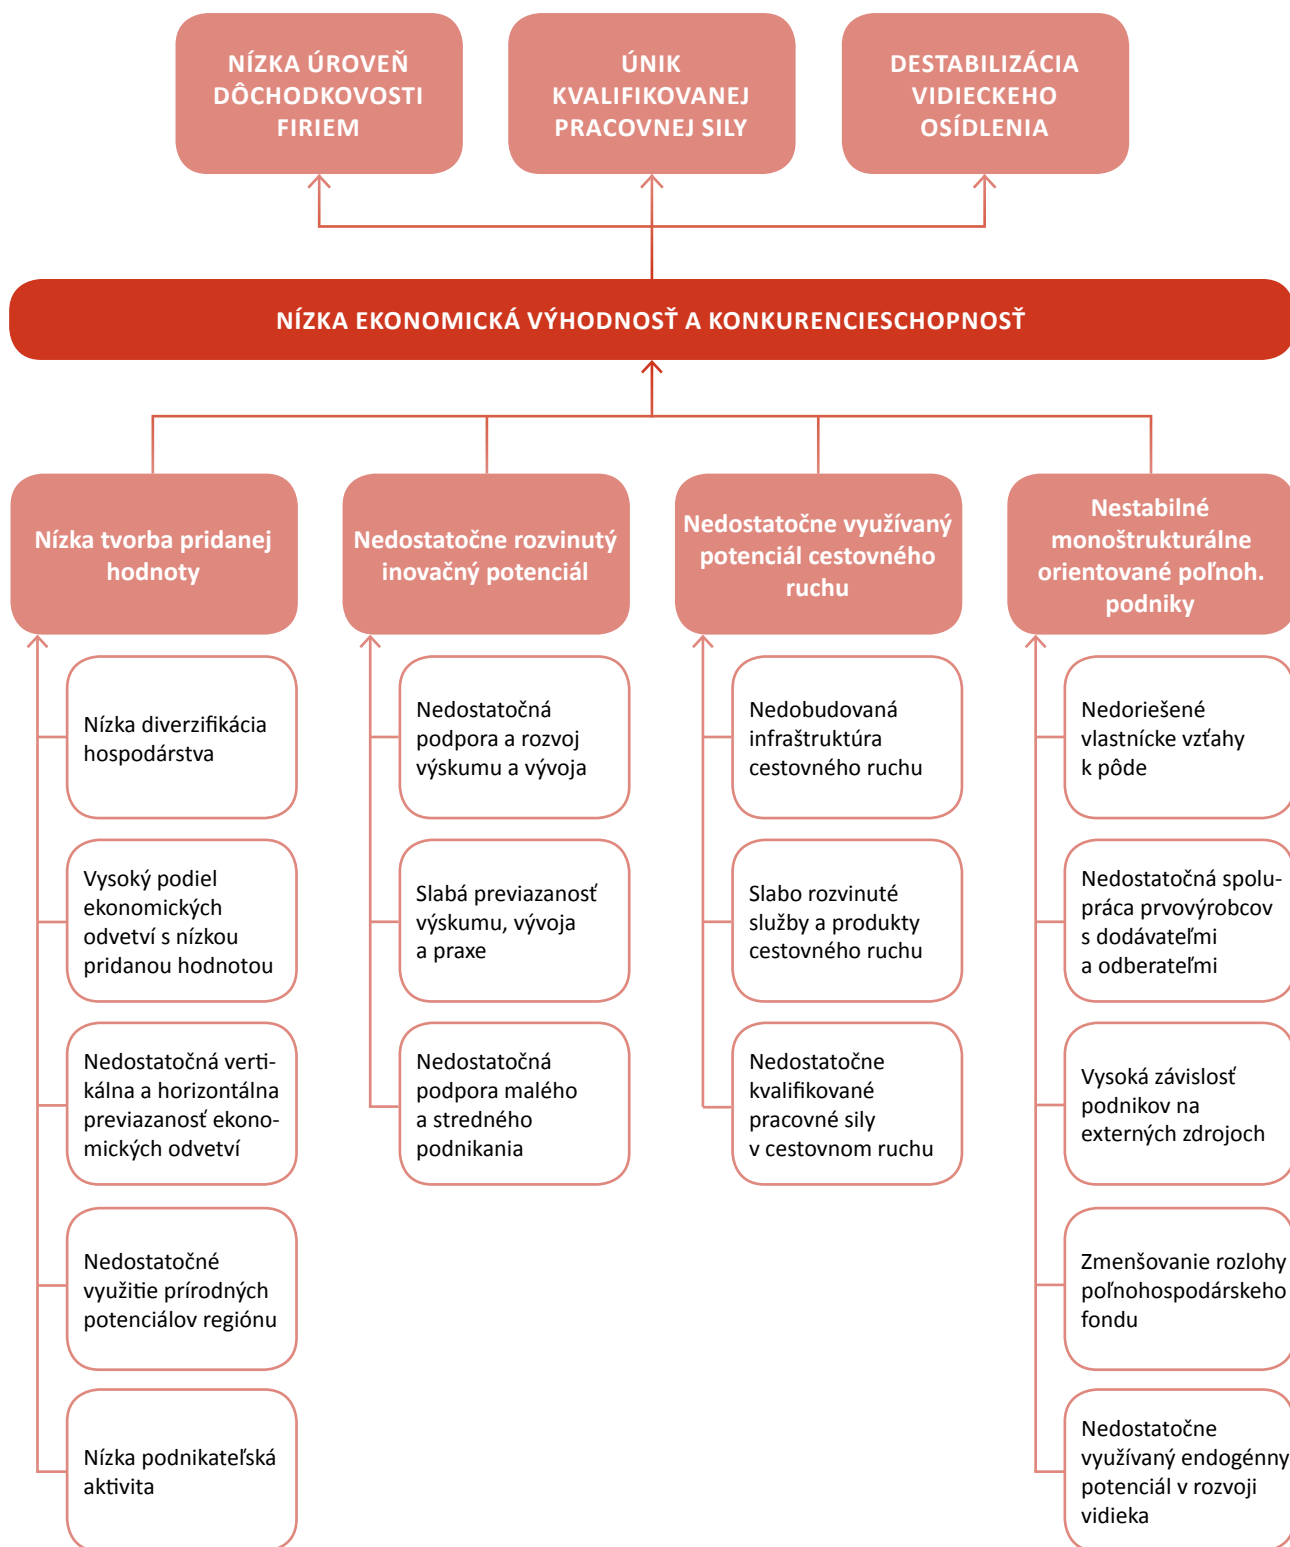 NÍZKA ÚROVEŇ
DÔCHODKOVOSTI
FIRIEM
ÚNIK
KVALIFIKOVANEJ
PRACOVNEJ SILY
DESTABILIZÁCIA
VIDIECKEHO
OSÍDLENIA
NÍZKA EKONOMICKÁ VÝHODNOSŤ A KONKURENCIESCHOPNOSŤ
Nízka tvorba pridanej
hodnoty
Nízka diverzifikácia
hospodárstva
Vysoký podiel
ekonomických
odvetví s nízkou
pridanou hodnotou
Nedostatočná verti-
kálna a horizontálna
previazanosť ekono-
mických odvetví
Nedostatočné
využitie prírodných
potenciálov regiónu
Nízka podnikateľská
aktivita
Nedostatočne rozvinutý
inovačný potenciál
Nedostatočná
podpora a rozvoj
výskumu a vývoja
Slabá previazanosť
výskumu, vývoja
a praxe
Nedostatočná
podpora malého
a stredného
podnikania
Nedostatočne využívaný
potenciál cestovného
ruchu
Nedobudovaná
infraštruktúra
cestovného ruchu
Slabo rozvinuté
služby a produkty
cestovného ruchu
Nedostatočne
kvalifikované
pracovné sily
v cestovnom ruchu
Nestabilné
monoštrukturálne
orientované poľnoh.
podniky
Nedoriešené
vlastnícke vzťahy
k pôde
Nedostatočná spolu-
práca prvovýrobcov
s dodávateľmi
a odberateľmi
Vysoká závislosť
podnikov na
externých zdrojoch
Zmenšovanie rozlohy
poľnohospodárskeho
fondu
Nedostatočne
využívaný endogénny
potenciál v rozvoji
vidieka